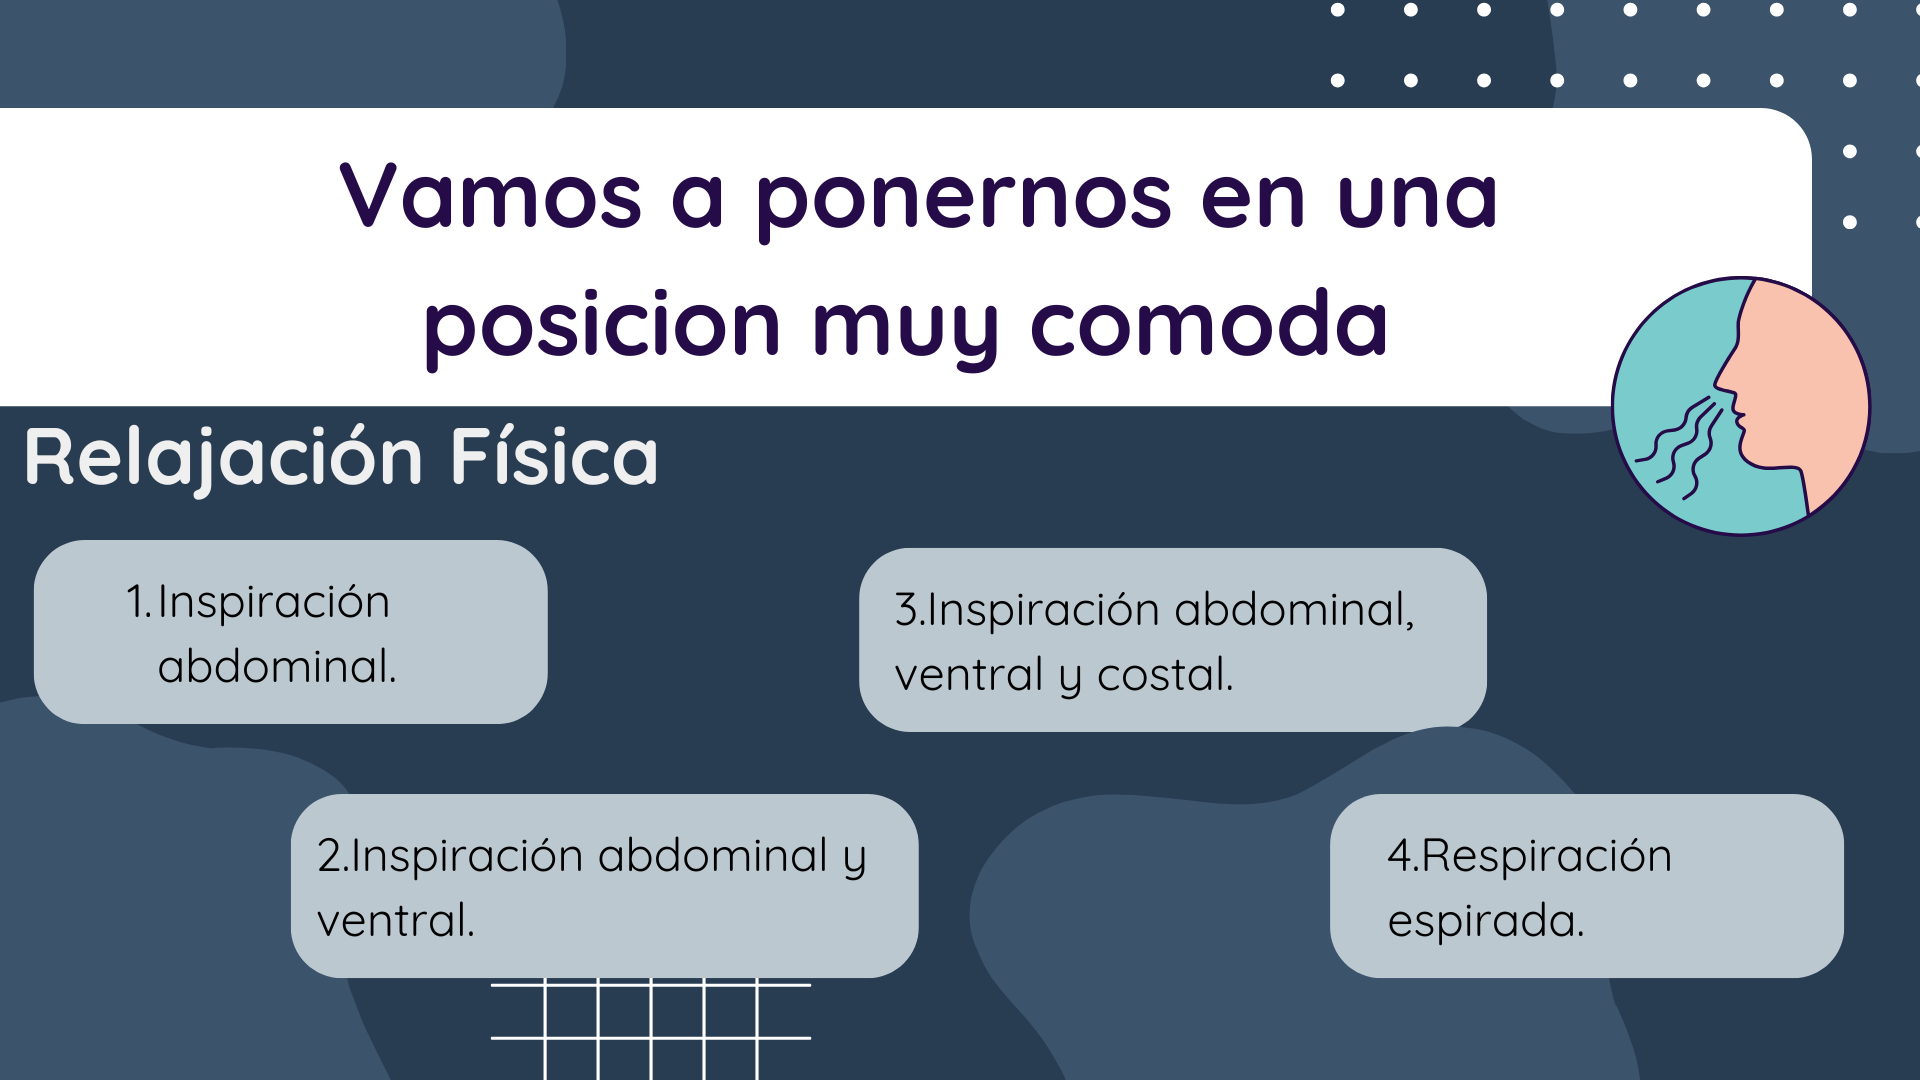 Vamos a ponernos en una
posicion muy comoda
Relajación Física
1. Inspiración
abdominal.
2.Inspiración abdominal y
ventral.
3.Inspiración abdominal,
ventral y costal.
4.Respiración
espirada.